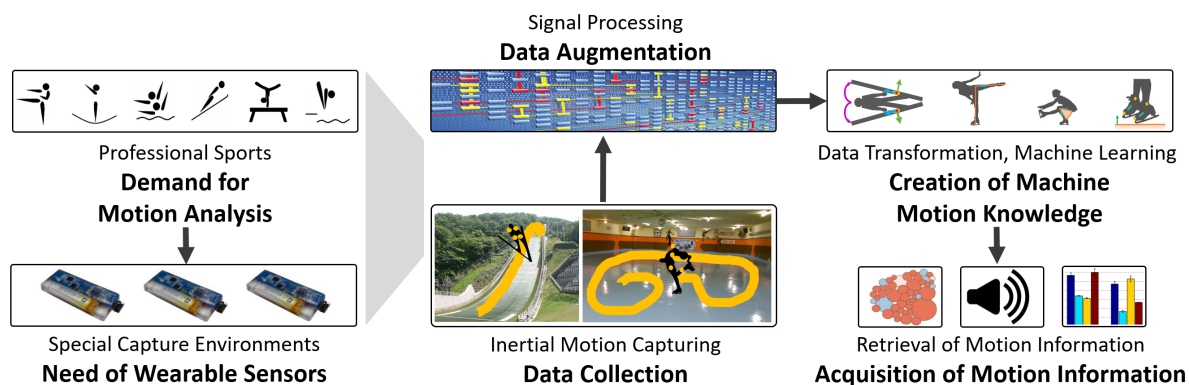 Professional Sports
Demand for
Motion Analysis
Special Capture Environments
Need of Wearable Sensors
Signal Processing
Data Augmentation
Inertial Motion Capturing
Data Collection
Data Transformation, Machine Learning
Creation of Machine
Motion Knowledge
Retrieval of Motion Information
Acquisition of Motion Information